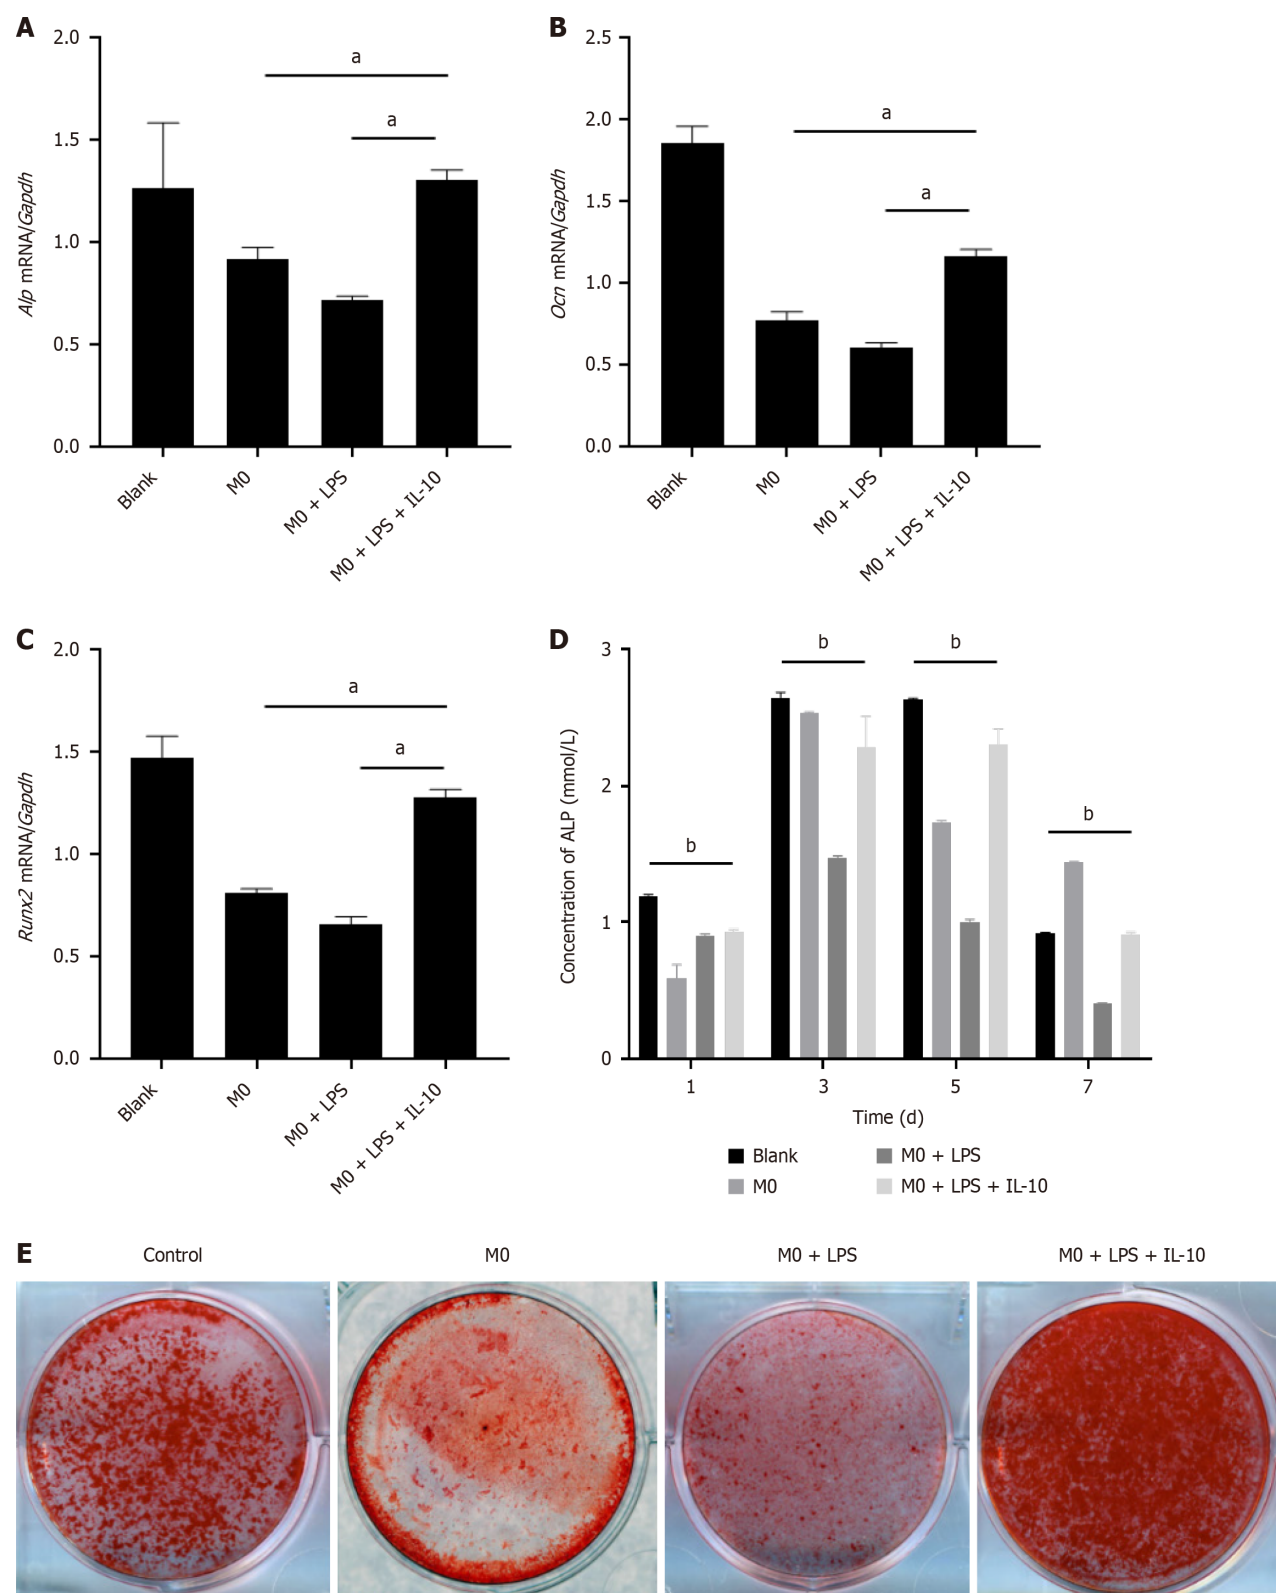 A
2.0
1.5
1.0
0.5
0.0
Alp mRNA/Gapdh
a
a
Blank
M0
M0 + LPS
M0 + LPS + IL-10
B
2.5
2.0
1.5
1.0
0.5
0.0
Ocn mRNA/Gapdh
a
a
Blank
M0
M0 + LPS
M0 + LPS + IL-10
C
2.0
1.5
1.0
0.5
0.0
Runx2 mRNA/Gapdh
a
a
Blank
M0
M0 + LPS
M0 + LPS + IL-10
D
3
2
1
0
Concentration of ALP (mmol/L)
b
b
b
b
1 3 5 7
Time (d)
Blank
M0 + LPS
M0
M0 + LPS + IL-10
E
Control
M0
M0 + LPS
M0 + LPS + IL-10